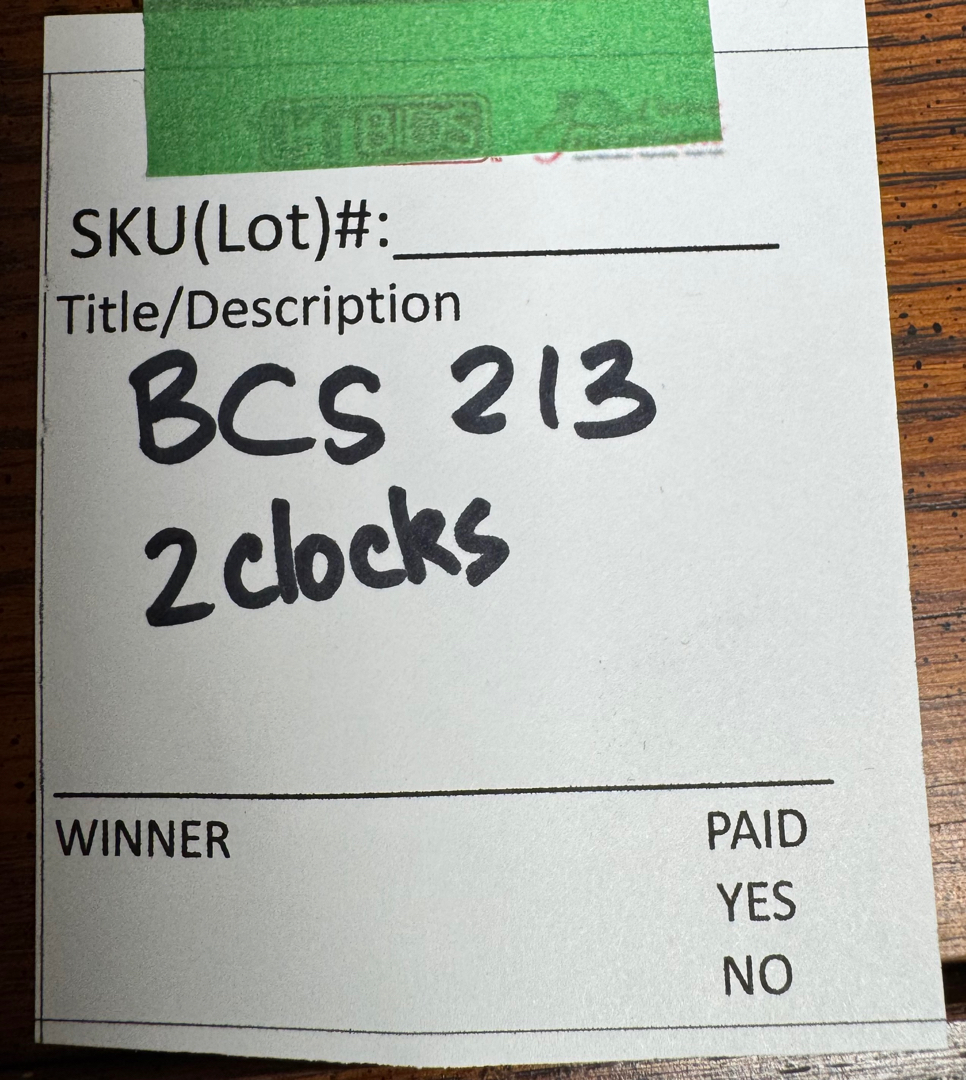 SKU(Lot)#:
Title/Description
BCS 213
2 clocks
WINNER PAID
YES
NO